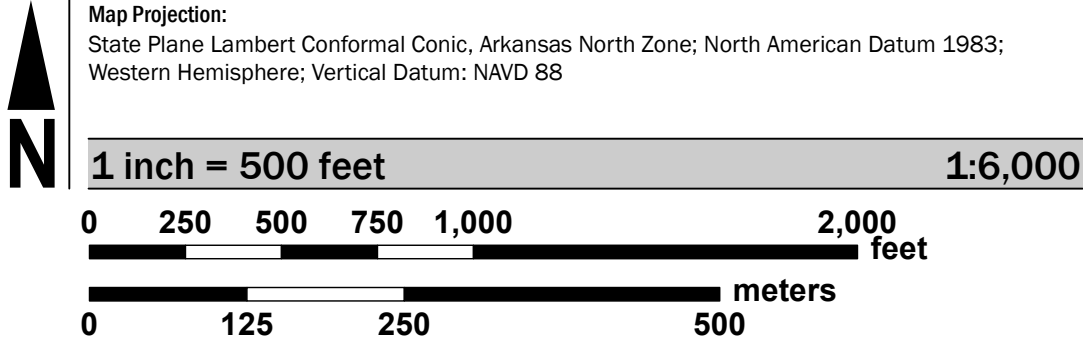 Map Projection:
State Plane Lambert Conformal Conic, Arkansas North Zone; North American Datum 1983;
Western Hemisphere; Vertical Datum: NAVD 88
N
1 inch = 500 feet 1:6,000
0 250 500 750 1,000 2,000
feet
meters
0 125 250 500